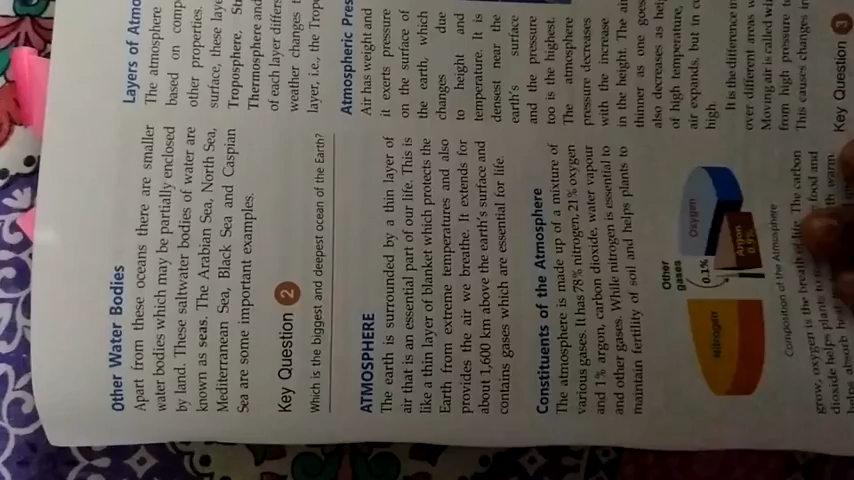 Other Water Bodies
Apart from these oceans there are smaller
water bodies which may be partially enclosed
by land. These saltwater bodies of water are
known as seas. The Arabian Sea, North Sea,
Mediterranean Sea, Black Sea and Caspian
Sea are some important examples.
Key Question 2
Which is the biggest and deepest ocean of the Earth?
ATMOSPHERE
The earth is surrounded by a thin layer of
air that is an essential part of our life. This is
like a thin layer of blanket which protects the
Earth from extreme temperatures and also
provides the air we breathe. It extends for
about 1,600 km above the earth's surface and
contains gases which are essential for life.
Constituents of the Atmosphere
The atmosphere is made up of a mixture of
various gases. It has 78% nitrogen, 21% oxygen
and 1% argon, carbon dioxide, water vapour
and other gases. While nitrogen is essential to
maintain fertility of soil and helps plants to
Other
gases
0.1%
Oxygen
Argon
0.9%
Nitrogen
Composition of the Atmosphere
grow, oxygen is the breath of life. The carbon
dioxide helps plants to food and
helps absorb warm
Layers of Atmo
The atmosphere
based on comp
other properties.
surface, these laye
Troposphere, St
Thermosphere and
of each layer differs
weather changes t
layer, i.e., the Trop
Atmospheric Pres
Air has weight and
it exerts pressure
on the surface of
the earth, which
changes due
to height and
temperature. It is
densest near the
earth's surface
and the pressure
too is the highest.
The atmosphere
pressure decreases
with the increase
in the height. The air
thinner as one goes
also decreases as hei
of high temperature,
air expands, but in co
high.
It is the difference in
over different areas w
Moving air is called wi
from high pressure to
This causes changes in
Key Question 3